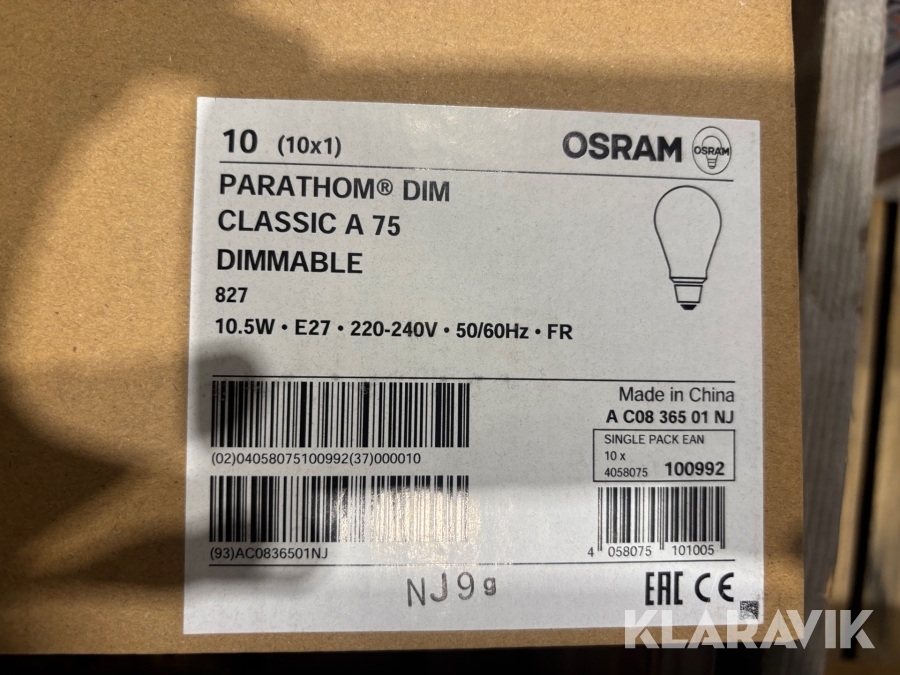 10 (10x1)
OSRAM
OSRAM
PARATHOM® DIM
CLASSIC A 75
DIMMABLE
827
10.5W • E27 • 220-240V • 50/60Hz • FR
Made in China
A C08 365 01 NJ
SINGLE PACK EAN
10 x
4058075 100992
(02)04058075100992(37)000010
(93)AC0836501NJ
4 058075 101005
NJ9g
EAC CE
KLARAVIK